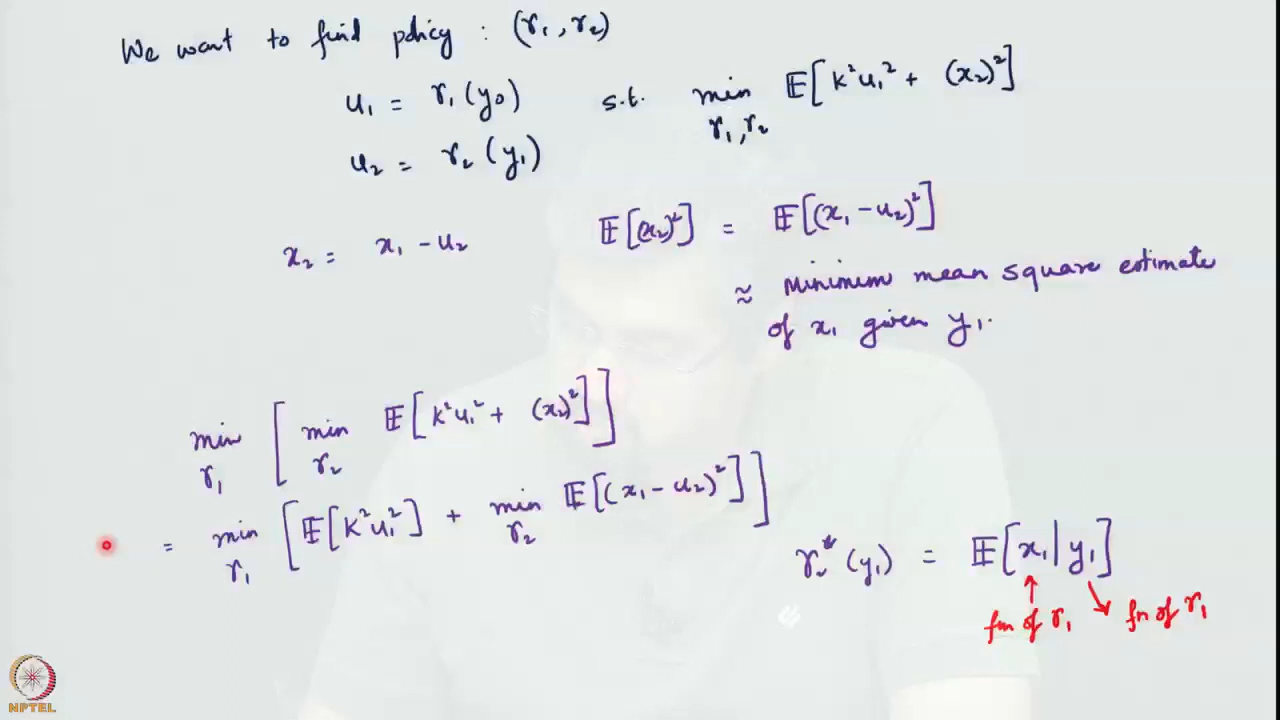 We want to find policy : (γ₁, γ₂)
u₁ = γ₁(y₀) s.t. min γ₁,γ₂ 𝔼[k²u₁² + (x₂)²]
u₂ = γ₂(y₁)
x₂ = x₁ - u₂ 𝔼[(x₂)²] = 𝔼[(x₁ - u₂)²]
≈ Minimum mean square estimate
of x₁ given y₁.
min γ₁ [ min γ₂ 𝔼[k²u₁² + (x₂)²] ]
= min γ₁ [ 𝔼[k²u₁²] + min γ₂ 𝔼[(x₁ - u₂)²] ]
γ₂*(y₁) = 𝔼[x₁ | y₁]
fn of γ₁ fn of γ₁
NPTEL